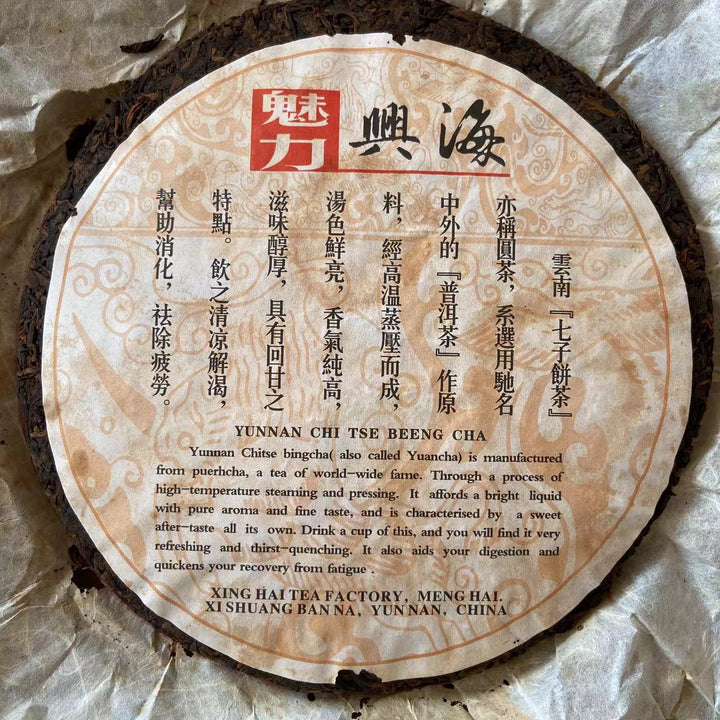 魅力
興海
雲南『七子餅茶』
亦稱圓茶，系選用馳名
中外的『普洱茶』作原
料，經高温蒸壓而成，
湯色鮮亮，香氣純高，
滋味醇厚，具有回甘之
特點。飲之清凉解渴，
幫助消化，祛除疲勞。
YUNNAN CHI TSE BEENG CHA
Yunnan Chitse bingcha( also called Yuancha) is manufactured
from puerhcha, a tea of world-wide fame. Through a process of
high-temperature steaming and pressing. It affords a bright liquid
with pure aroma and fine taste, and is characterised by a sweet
after-taste all its own. Drink a cup of this, and you will find it very
refreshing and thirst-quenching. It also aids your digestion and
quickens your recovery from fatigue .
XING HAI TEA FACTORY, MENG HAI.
XI SHUANG BAN NA, YUN NAN, CHINA